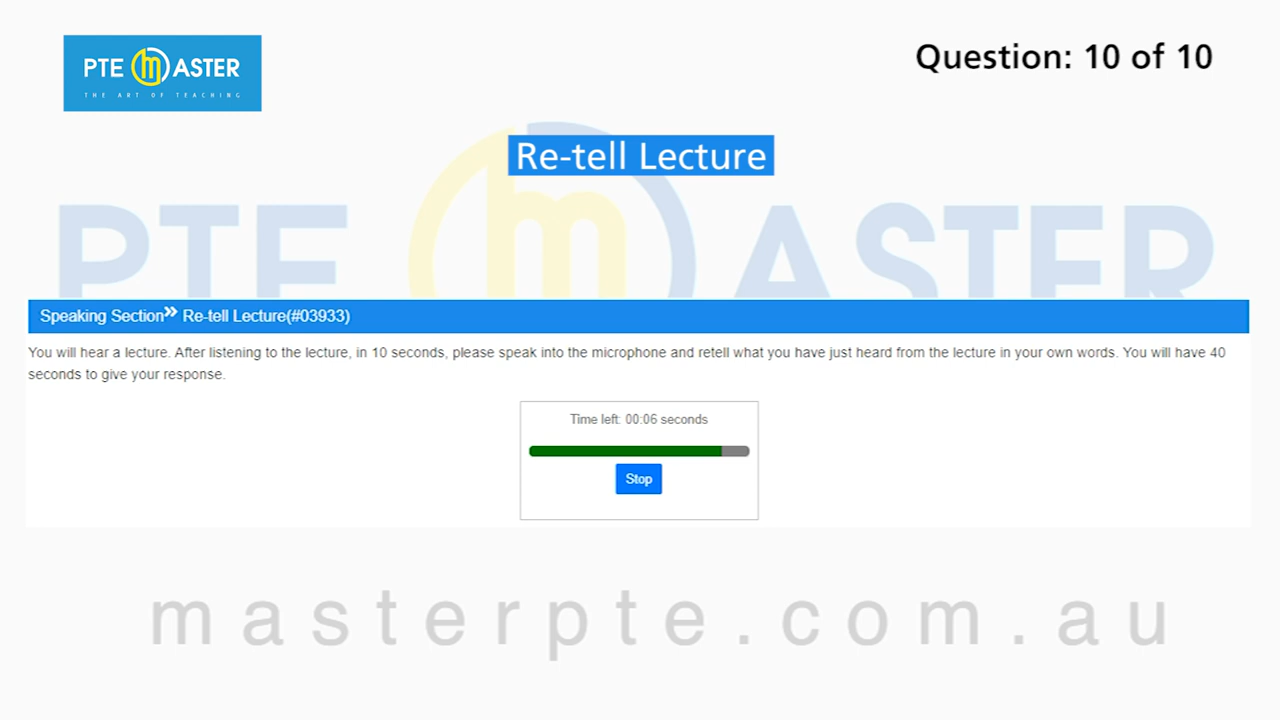 PTE mASTER
THE ART OF TEACHING
Question: 10 of 10
Re-tell Lecture
PTE mASTER
Speaking Section» Re-tell Lecture(#03933)
You will hear a lecture. After listening to the lecture, in 10 seconds, please speak into the microphone and retell what you have just heard from the lecture in your own words. You will have 40
seconds to give your response.
Time left: 00:06 seconds
Stop
masterpte.com.au